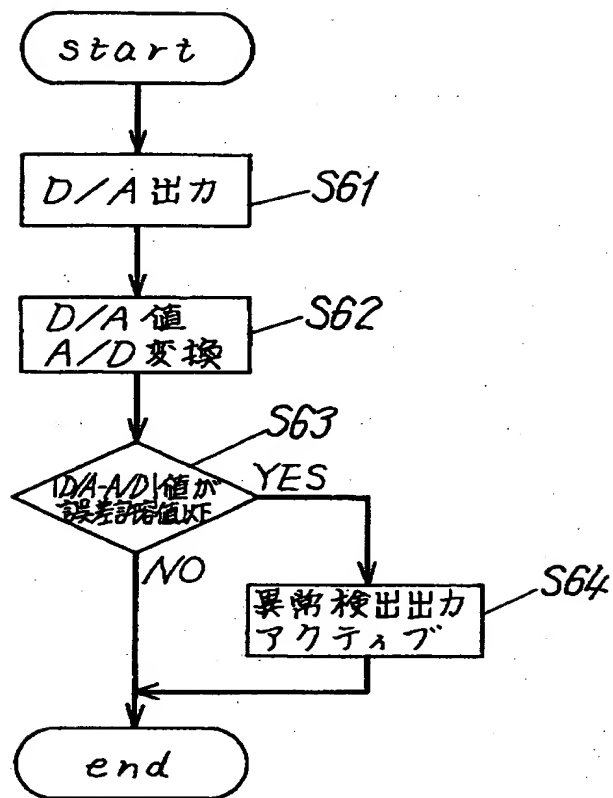 start
D/A出力
S61
D/A値
A/D変換
S62
S63
|D/A-A/D|値が
誤差許容値以下
YES
NO
異常検出出力
アクティブ
S64
end